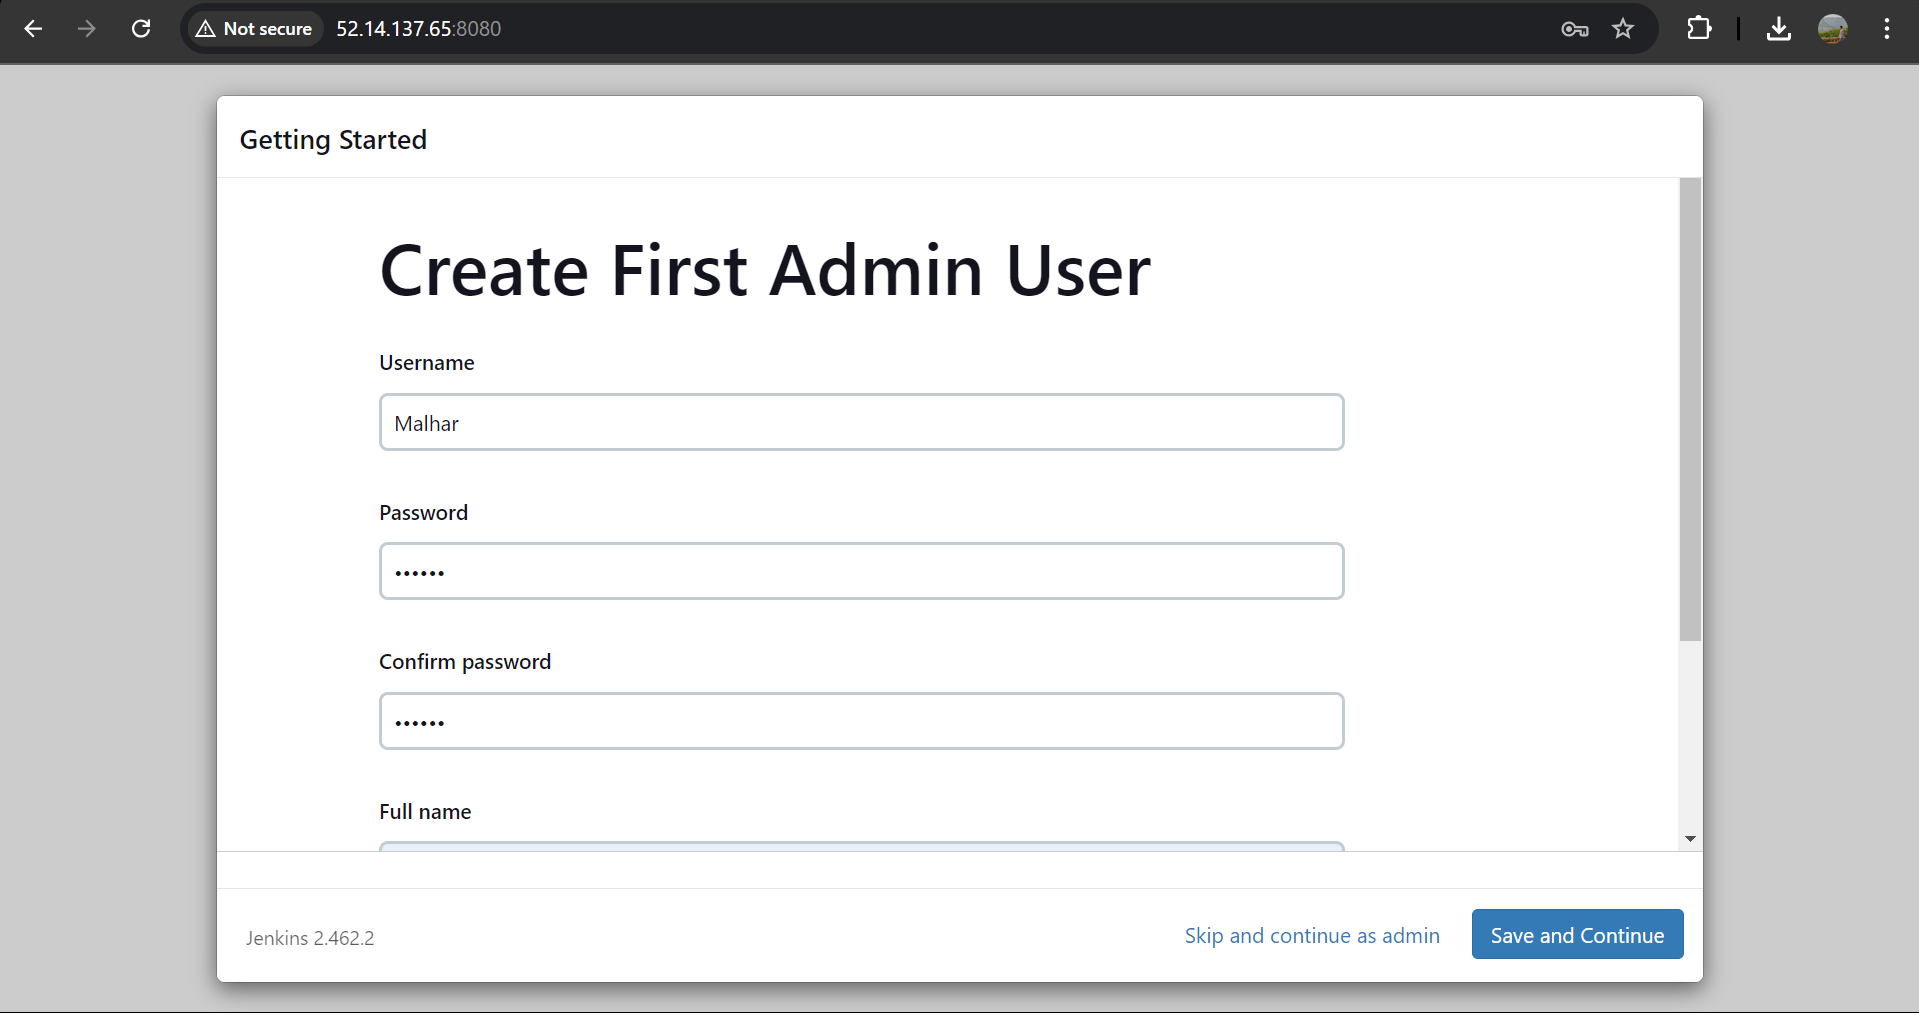 Not secure 52.14.137.65:8080
Getting Started
Create First Admin User
Username
Malhar
Password
••••••
Confirm password
••••••
Full name
Jenkins 2.462.2
Skip and continue as admin
Save and Continue